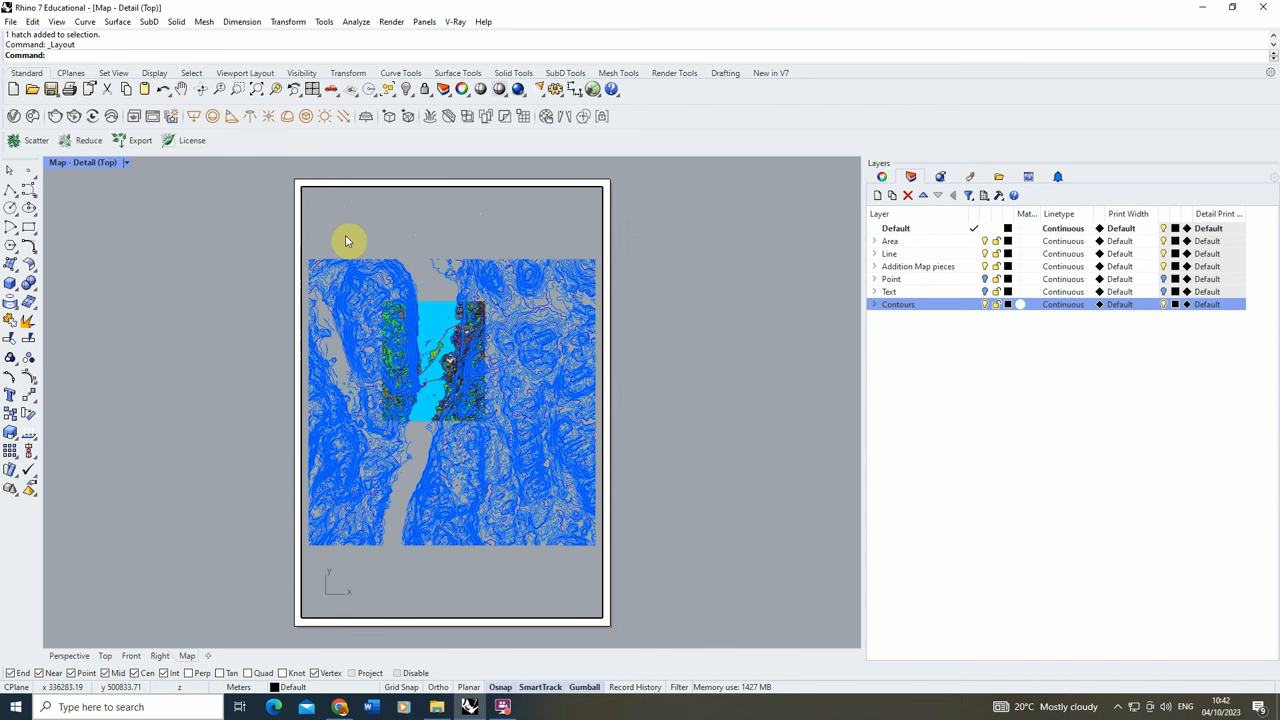 Rhino 7 Educational - [Map - Detail (Top)]
File Edit View Curve Surface SubD Solid Mesh Dimension Transform Tools Analyze Render Panels V-Ray Help
1 hatch added to selection.
Command: _Layout
Command:
Standard CPlanes Set View Display Select Viewport Layout Visibility Transform Curve Tools Surface Tools Solid Tools SubD Tools Mesh Tools Render Tools Drafting New in V7
Scatter Reduce Export License
Map - Detail (Top)
Layers
Layer Mat... Linetype Print Width Detail Print ...
Default Continuous Default Default
Area Continuous Default Default
Line Continuous Default Default
Addition Map pieces Continuous Default Default
Point Continuous Default Default
Text Continuous Default Default
Contours Continuous Default Default
y
x
Perspective Top Front Right Map
End Near Point Mid Cen Int Perp Tan Quad Knot Vertex Project Disable
CPlane x 336283.19 y 500833.71 z Meters Default Grid Snap Ortho Planar Osnap SmartTrack Gumball Record History Filter Memory use: 1427 MB
Type here to search
20°C Mostly cloudy
10:42
04/10/2023